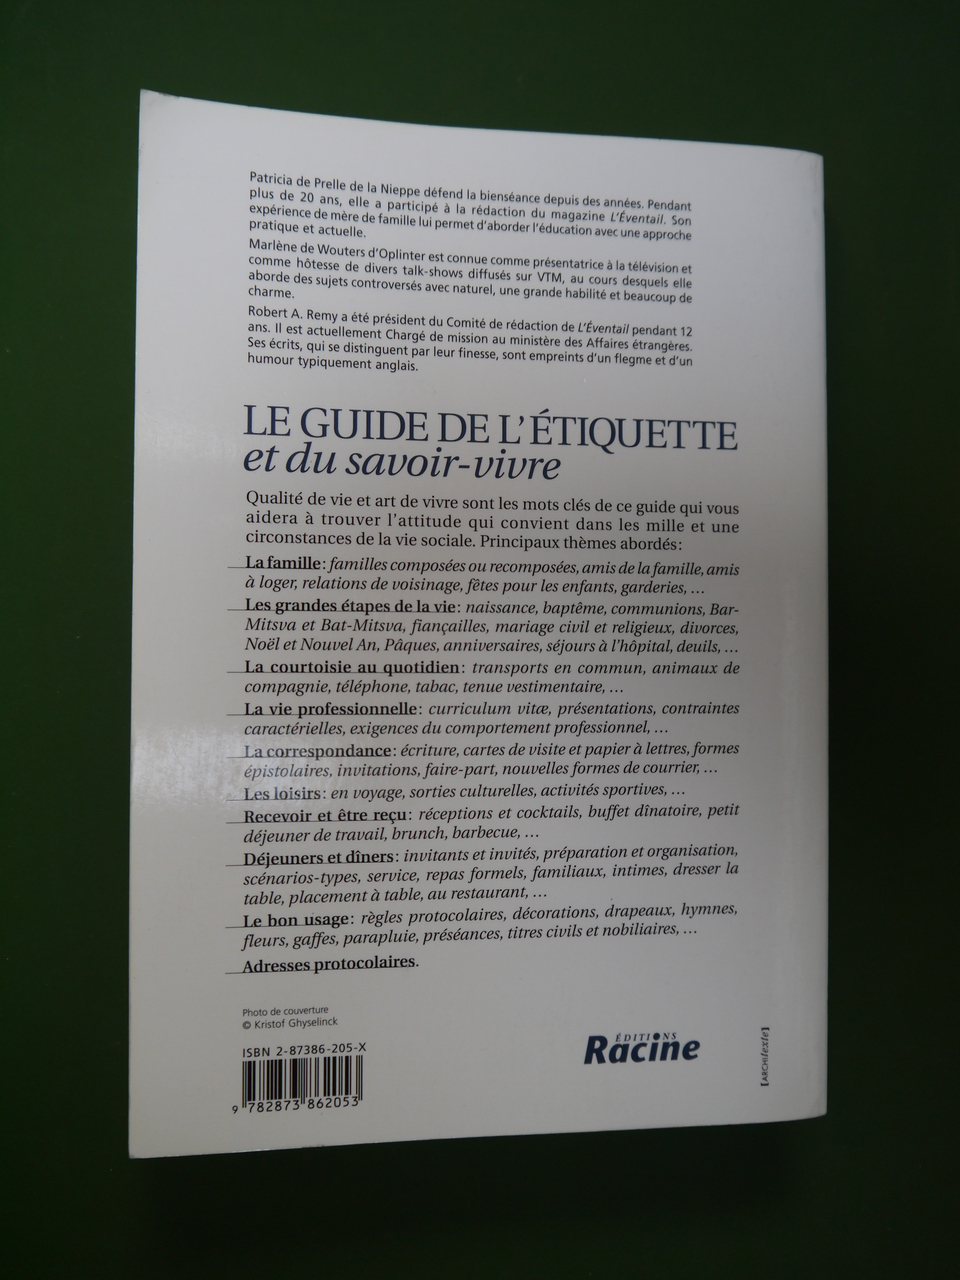 Patricia de Prelle de la Nieppe défend la bienséance depuis des années. Pendant
plus de 20 ans, elle a participé à la rédaction du magazine L'Éventail. Son
expérience de mère de famille lui permet d'aborder l'éducation avec une approche
pratique et actuelle.
Marlène de Wouters d'Oplinter est connue comme présentatrice à la télévision et
comme hôtesse de divers talk-shows diffusés sur VTM, au cours desquels elle
aborde des sujets controversés avec naturel, une grande habilité et beaucoup de
charme.
Robert A. Remy a été président du Comité de rédaction de L'Éventail pendant 12
ans. Il est actuellement Chargé de mission au ministère des Affaires étrangères.
Ses écrits, qui se distinguent par leur finesse, sont empreints d'un flegme et d'un
humour typiquement anglais.
LE GUIDE DE L'ÉTIQUETTE
et du savoir-vivre
Qualité de vie et art de vivre sont les mots clés de ce guide qui vous
aidera à trouver l'attitude qui convient dans les mille et une
circonstances de la vie sociale. Principaux thèmes abordés:
La famille: familles composées ou recomposées, amis de la famille, amis
à loger, relations de voisinage, fêtes pour les enfants, garderies, ...
Les grandes étapes de la vie: naissance, baptême, communions, Bar-
Mitsva et Bat-Mitsva, fiançailles, mariage civil et religieux, divorces,
Noël et Nouvel An, Pâques, anniversaires, séjours à l'hôpital, deuils, ...
La courtoisie au quotidien: transports en commun, animaux de
compagnie, téléphone, tabac, tenue vestimentaire, ...
La vie professionnelle: curriculum vitæ, présentations, contraintes
caractérielles, exigences du comportement professionnel, ...
La correspondance: écriture, cartes de visite et papier à lettres, formes
épistolaires, invitations, faire-part, nouvelles formes de courrier, ...
Les loisirs: en voyage, sorties culturelles, activités sportives, ...
Recevoir et être reçu: réceptions et cocktails, buffet dînatoire, petit
déjeuner de travail, brunch, barbecue, ...
Déjeuners et dîners: invitants et invités, préparation et organisation,
scénarios-types, service, repas formels, familiaux, intimes, dresser la
table, placement à table, au restaurant, ...
Le bon usage: règles protocolaires, décorations, drapeaux, hymnes,
fleurs, gaffes, parapluie, préséances, titres civils et nobiliaires, ...
Adresses protocolaires.
Photo de couverture
© Kristof Ghyselinck
ISBN 2-87386-205-X
9 782873 862053
ÉDITIONS
Racine
[ARCHItexte]